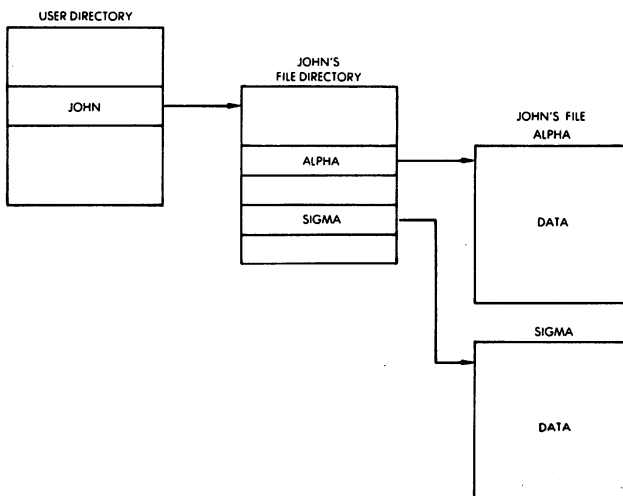 USER DIRECTORY
JOHN
JOHN'S
FILE DIRECTORY
ALPHA
SIGMA
JOHN'S FILE
ALPHA
DATA
SIGMA
DATA